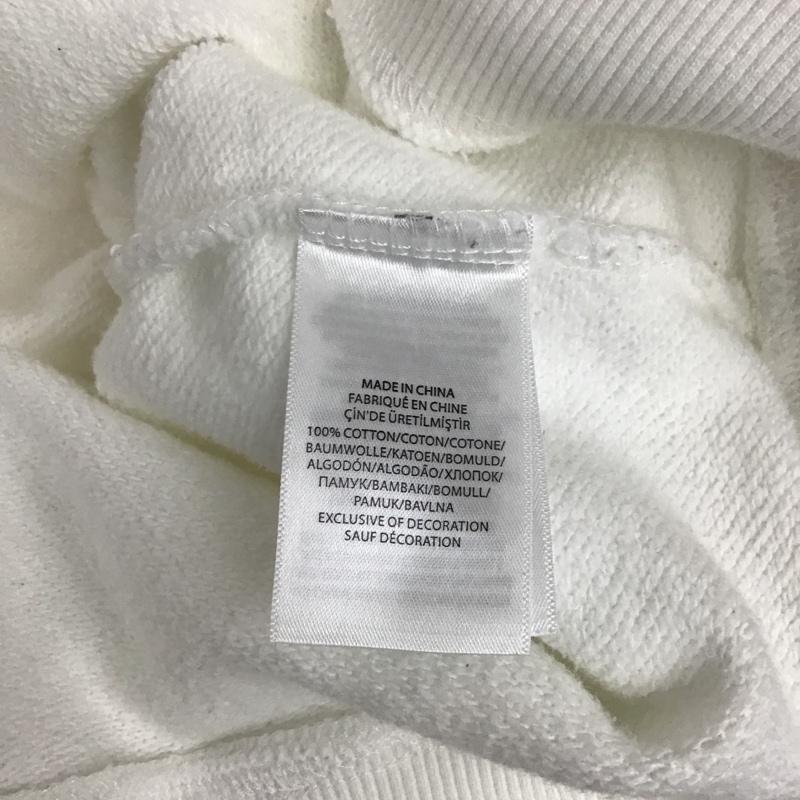 MADE IN CHINA
FABRIQUÉ EN CHINE
ÇİN'DE ÜRETİLMİŞTİR
100% COTTON/COTON/COTONE/
BAUMWOLLE/KATOEN/BOMULD/
ALGODÓN/ALGODÃO/ХЛОПОК/
ПАМУК/BAMBAKI/BOMULL/
PAMUK/BAVLNA
EXCLUSIVE OF DECORATION
SAUF DÉCORATION